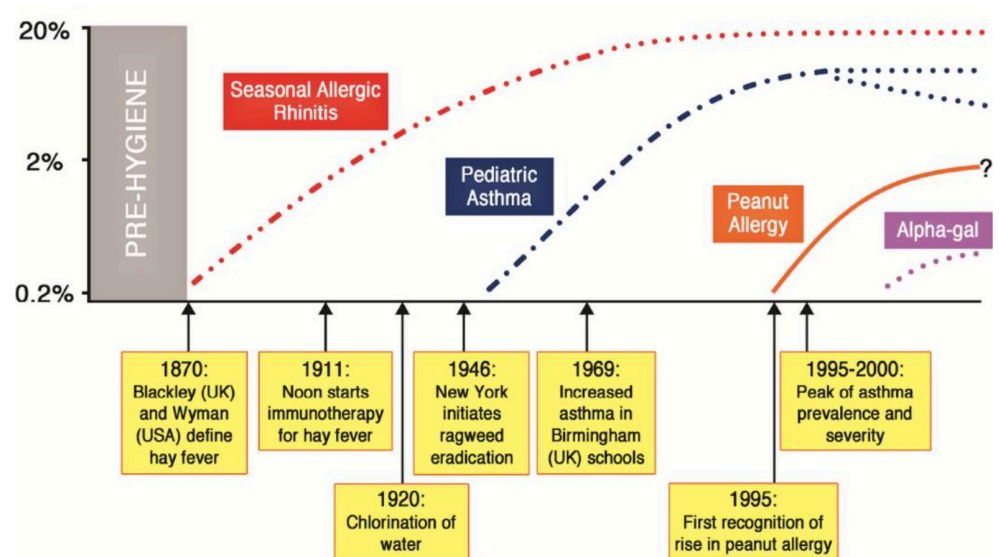 20%
2%
0.2%
PRE-HYGIENE
Seasonal Allergic
Rhinitis
Pediatric
Asthma
Peanut
Allergy
Alpha-gal
?
1870:
Blackley (UK)
and Wyman
(USA) define
hay fever
1911:
Noon starts
immunotherapy
for hay fever
1920:
Chlorination of
water
1946:
New York
initiates
ragweed
eradication
1969:
Increased
asthma in
Birmingham
(UK) schools
1995:
First recognition of
rise in peanut allergy
1995-2000:
Peak of asthma
prevalence and
severity